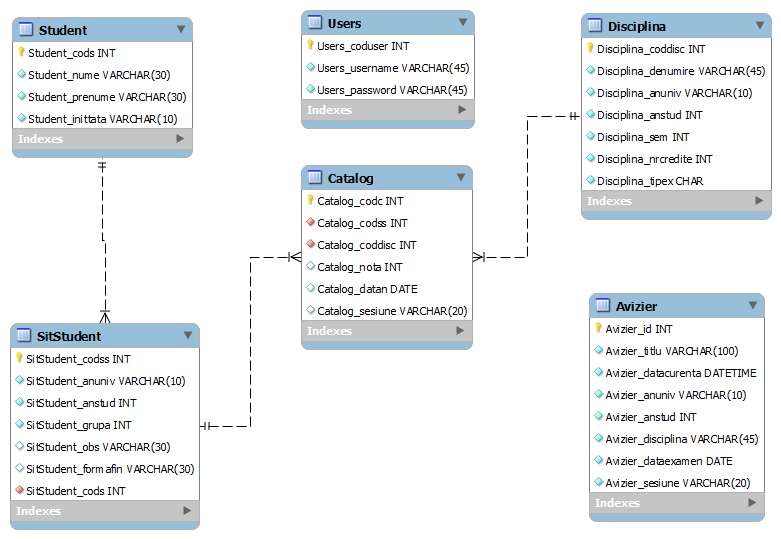 Student
Student_cods INT
Student_nume VARCHAR(30)
Student_prenume VARCHAR(30)
Student_inittata VARCHAR(10)
Indexes
Users
Users_coduser INT
Users_username VARCHAR(45)
Users_password VARCHAR(45)
Indexes
Disciplina
Disciplina_coddisc INT
Disciplina_denumire VARCHAR(45)
Disciplina_anuniv VARCHAR(10)
Disciplina_anstud INT
Disciplina_sem INT
Disciplina_nrcredite INT
Disciplina_tipex CHAR
Indexes
Catalog
Catalog_codc INT
Catalog_codss INT
Catalog_coddisc INT
Catalog_nota INT
Catalog_datan DATE
Catalog_sesiune VARCHAR(20)
Indexes
SitStudent
SitStudent_codss INT
SitStudent_anuniv VARCHAR(10)
SitStudent_anstud INT
SitStudent_grupa INT
SitStudent_obs VARCHAR(30)
SitStudent_formafin VARCHAR(30)
SitStudent_cods INT
Indexes
Avizier
Avizier_id INT
Avizier_titlu VARCHAR(100)
Avizier_datacurenta DATETIME
Avizier_anuniv VARCHAR(10)
Avizier_anstud INT
Avizier_disciplina VARCHAR(45)
Avizier_dataexamen DATE
Avizier_sesiune VARCHAR(20)
Indexes